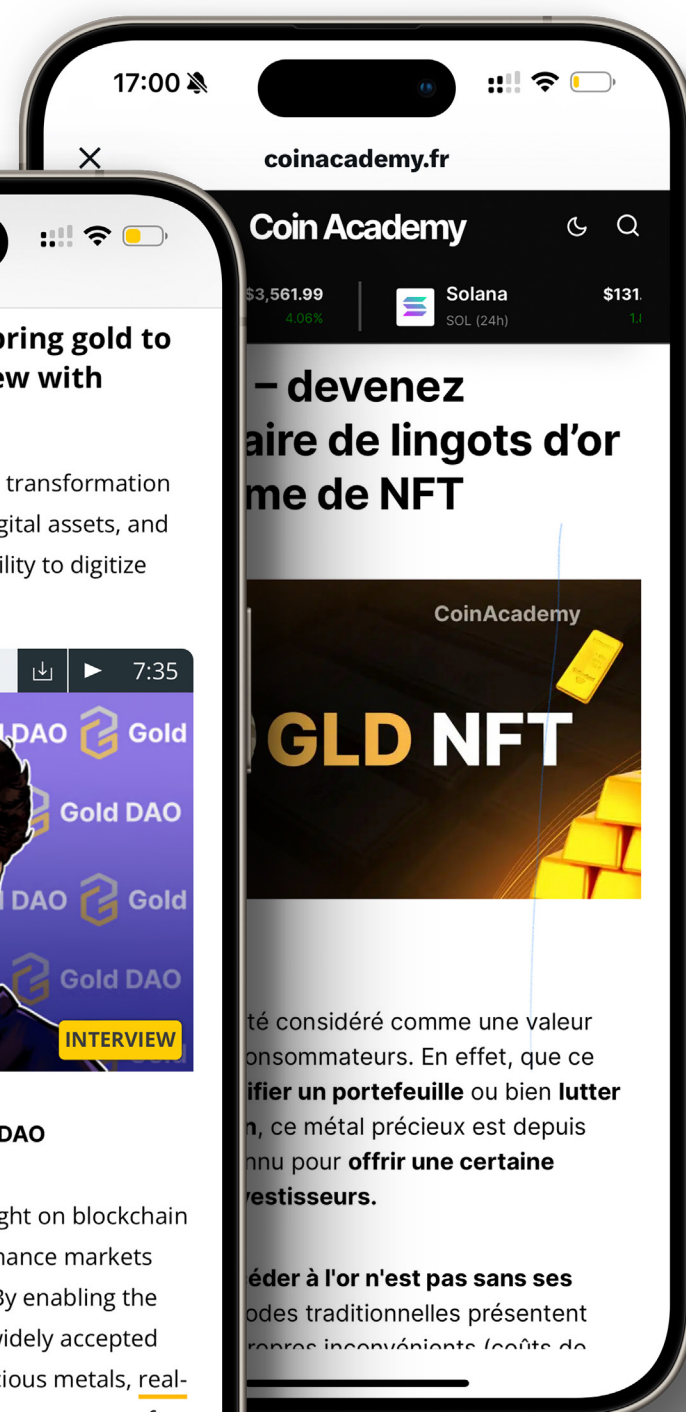 17:00
coinacademy.fr
Coin Academy
$3,561.99
4.06%
Solana
SOL (24h)
$131.
– devenez
aire de lingots d'or
me de NFT
CoinAcademy
GLD NFT
té considéré comme une valeur
onsommateurs. En effet, que ce
ifier un portefeuille ou bien lutter
n, ce métal précieux est depuis
nnu pour offrir une certaine
vestisseurs.
éder à l'or n'est pas sans ses
odes traditionnelles présentent
propres inconvénients (coûts de
bring gold to
ew with
transformation
gital assets, and
ility to digitize
7:35
DAO Gold
Gold DAO
DAO Gold
Gold DAO
INTERVIEW
DAO
ght on blockchain
nance markets
By enabling the
widely accepted
cious metals, real-